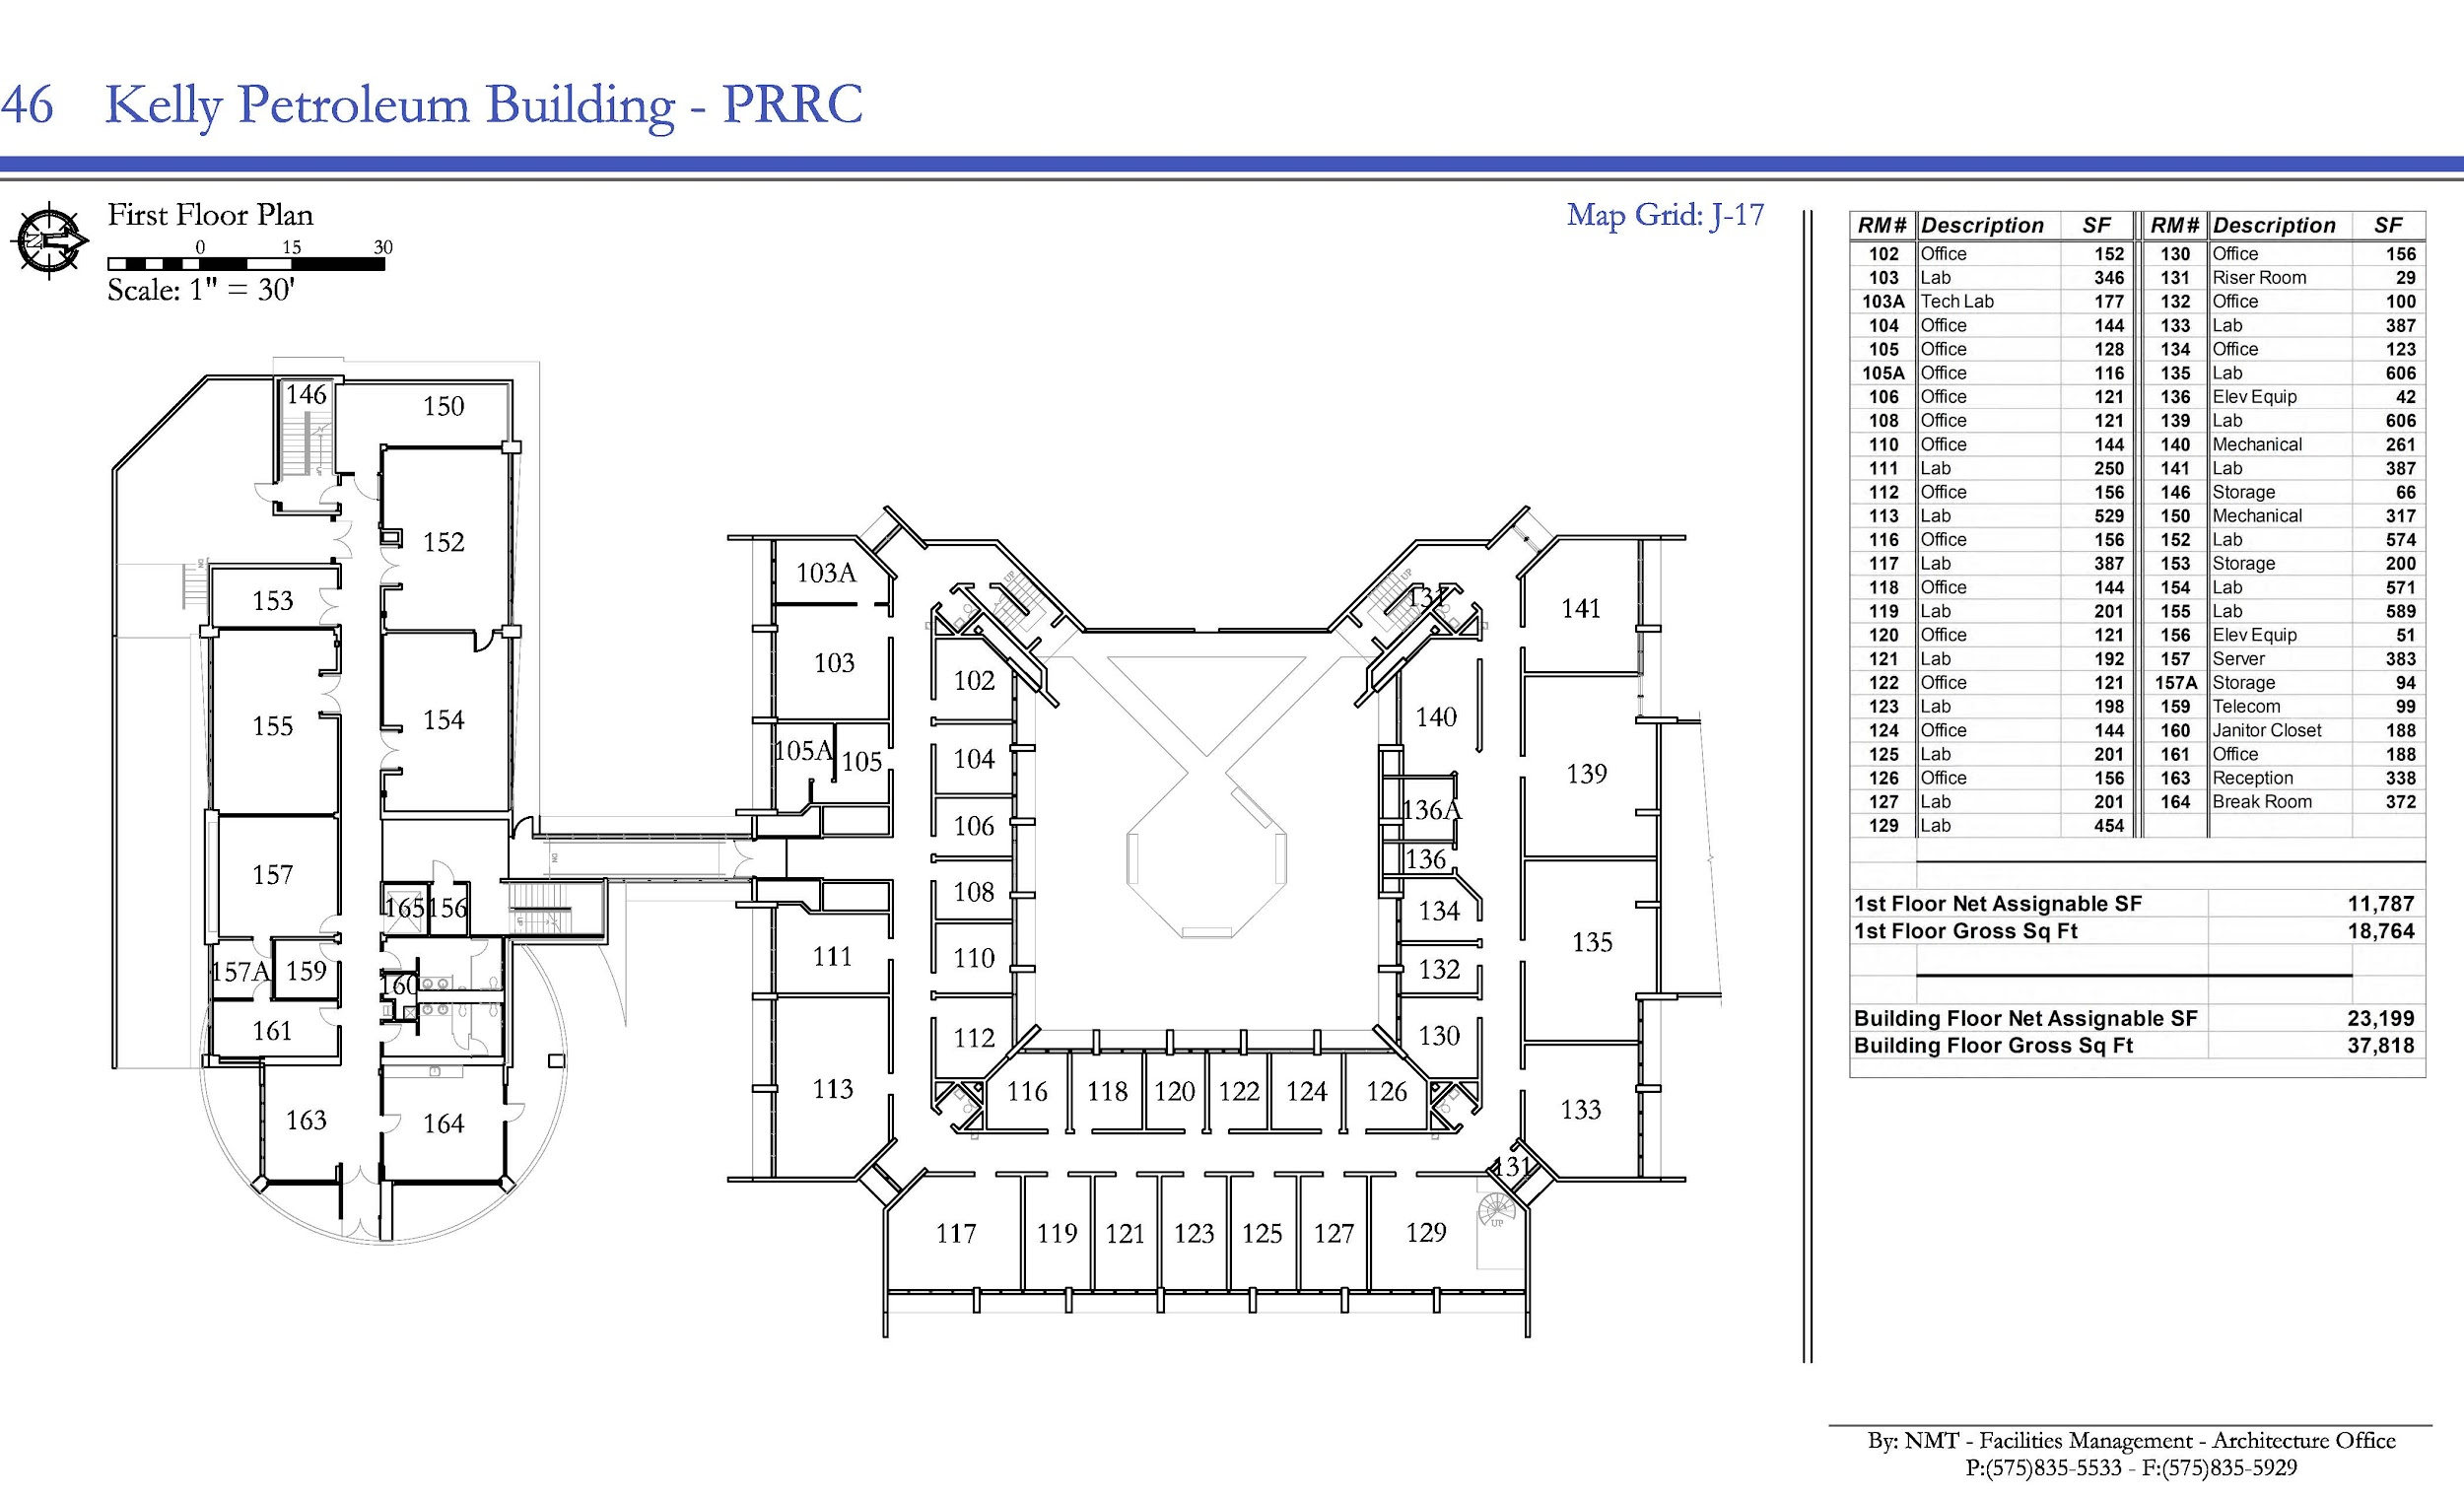 46 Kelly Petroleum Building - PRRC
First Floor Plan
Map Grid: J-17
N
0 15 30
Scale: 1" = 30'
146
150
152
153
155
154
157
165
156
157A
159
160
161
163
164
DN
DN
UP
UP
103A
103
105A
105
111
113
102
104
106
108
110
112
116
118
120
122
124
126
117
119
121
123
125
127
129
UP
131
UP
131
141
140
139
136A
136
134
135
132
130
133
UP
RM# Description SF RM# Description SF
102 Office 152 130 Office 156
103 Lab 346 131 Riser Room 29
103A Tech Lab 177 132 Office 100
104 Office 144 133 Lab 387
105 Office 128 134 Office 123
105A Office 116 135 Lab 606
106 Office 121 136 Elev Equip 42
108 Office 121 139 Lab 606
110 Office 144 140 Mechanical 261
111 Lab 250 141 Lab 387
112 Office 156 146 Storage 66
113 Lab 529 150 Mechanical 317
116 Office 156 152 Lab 574
117 Lab 387 153 Storage 200
118 Office 144 154 Lab 571
119 Lab 201 155 Lab 589
120 Office 121 156 Elev Equip 51
121 Lab 192 157 Server 383
122 Office 121 157A Storage 94
123 Lab 198 159 Telecom 99
124 Office 144 160 Janitor Closet 188
125 Lab 201 161 Office 188
126 Office 156 163 Reception 338
127 Lab 201 164 Break Room 372
129 Lab 454
1st Floor Net Assignable SF 11,787
1st Floor Gross Sq Ft 18,764
Building Floor Net Assignable SF 23,199
Building Floor Gross Sq Ft 37,818
By: NMT - Facilities Management - Architecture Office
P:(575)835-5533 - F:(575)835-5929